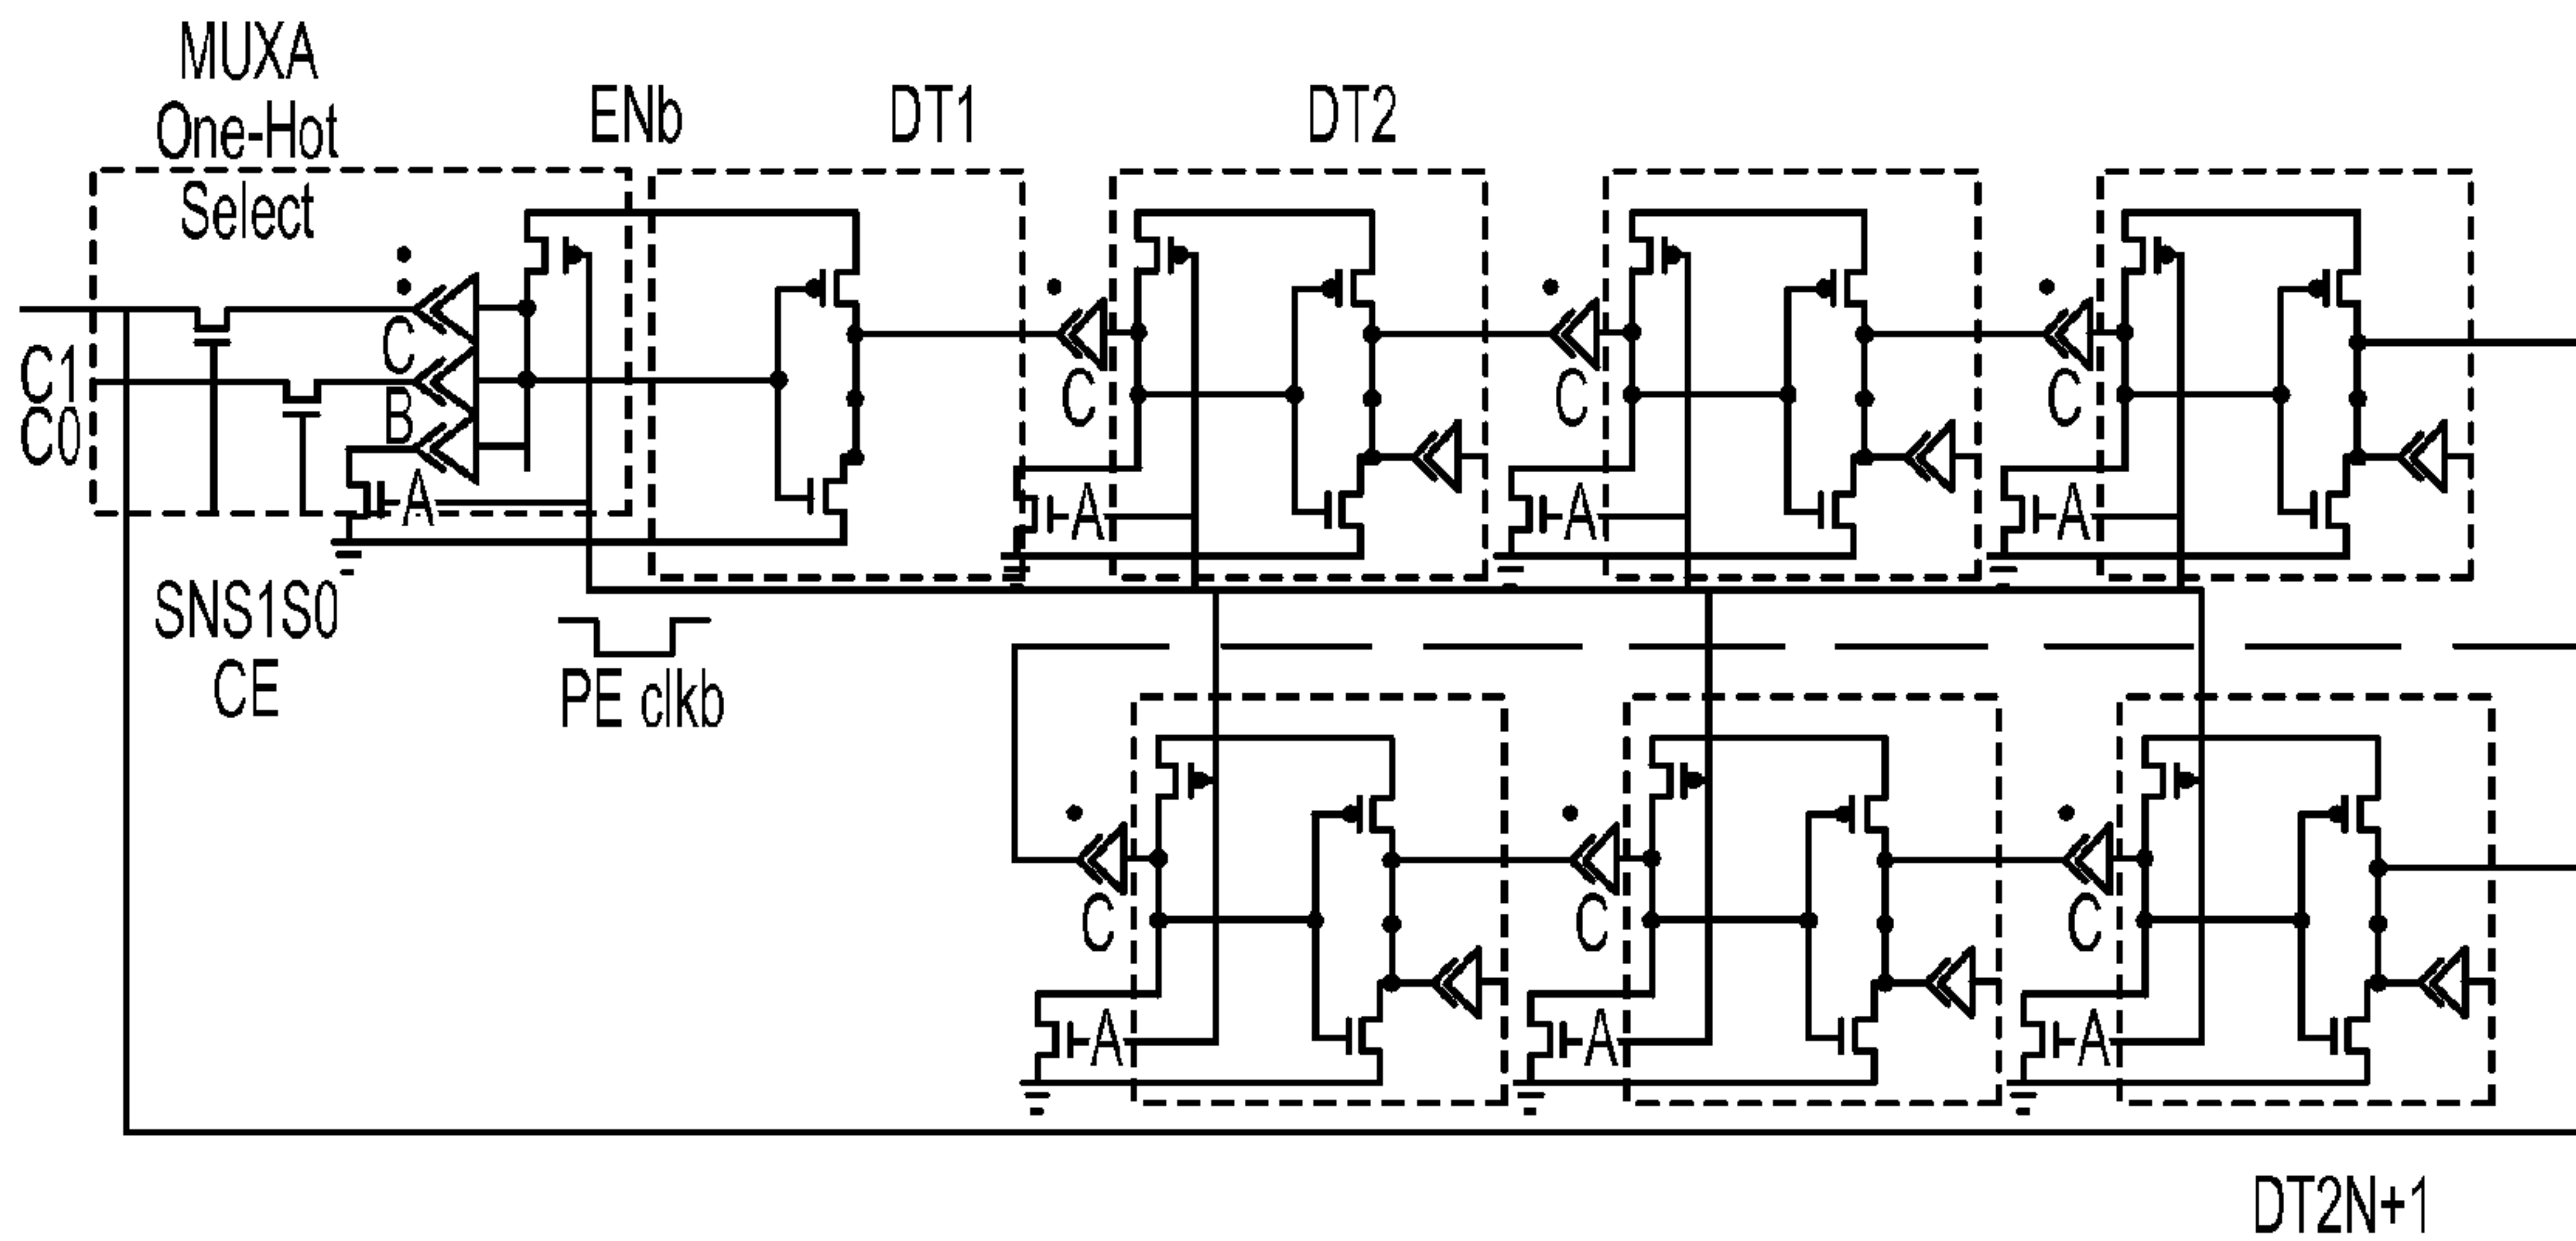 MUXA
One-Hot
Select
ENb
DT1
DT2
C1
C0
C
B
A
C
A
C
A
C
A
SNS1S0
CE
PE clkb
C
A
C
A
C
A
DT2N+1